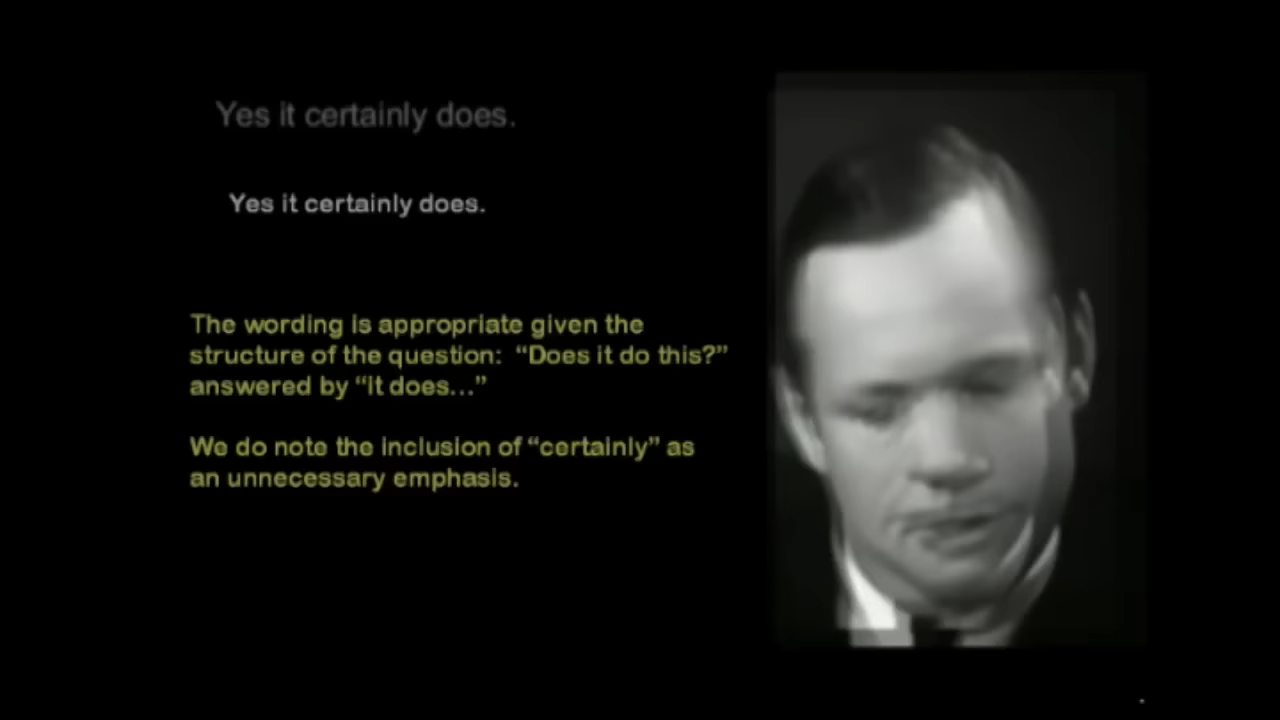 Yes it certainly does.
Yes it certainly does.
The wording is appropriate given the
structure of the question: “Does it do this?”
answered by “it does...”
We do note the inclusion of “certainly” as
an unnecessary emphasis.